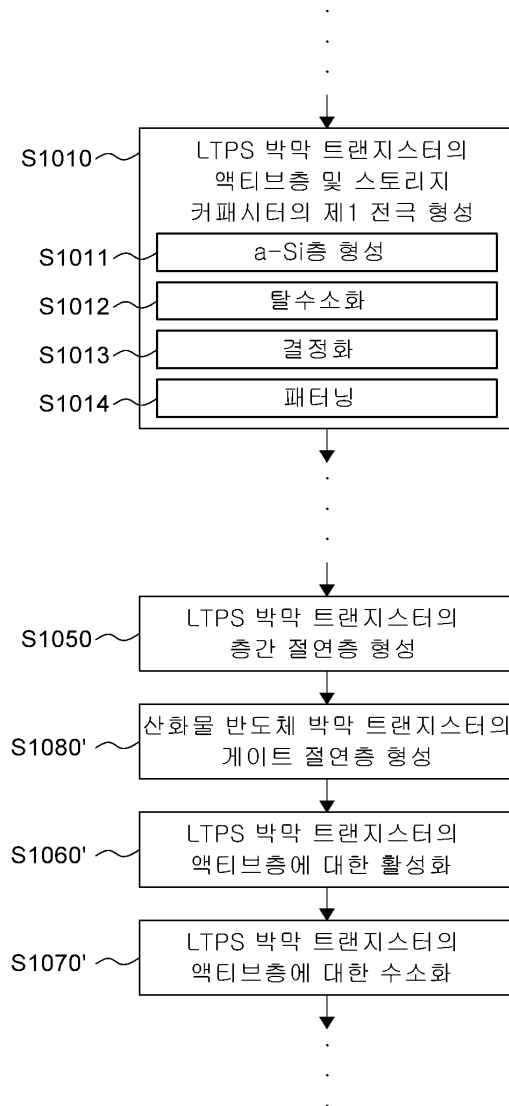 S1010
LTPS 박막 트랜지스터의
액티브층 및 스토리지
커패시터의 제1 전극 형성
S1011
a-Si층 형성
S1012
탈수소화
S1013
결정화
S1014
패터닝
S1050
LTPS 박막 트랜지스터의
층간 절연층 형성
S1080'
산화물 반도체 박막 트랜지스터의
게이트 절연층 형성
S1060'
LTPS 박막 트랜지스터의
액티브층에 대한 활성화
S1070'
LTPS 박막 트랜지스터의
액티브층에 대한 수소화